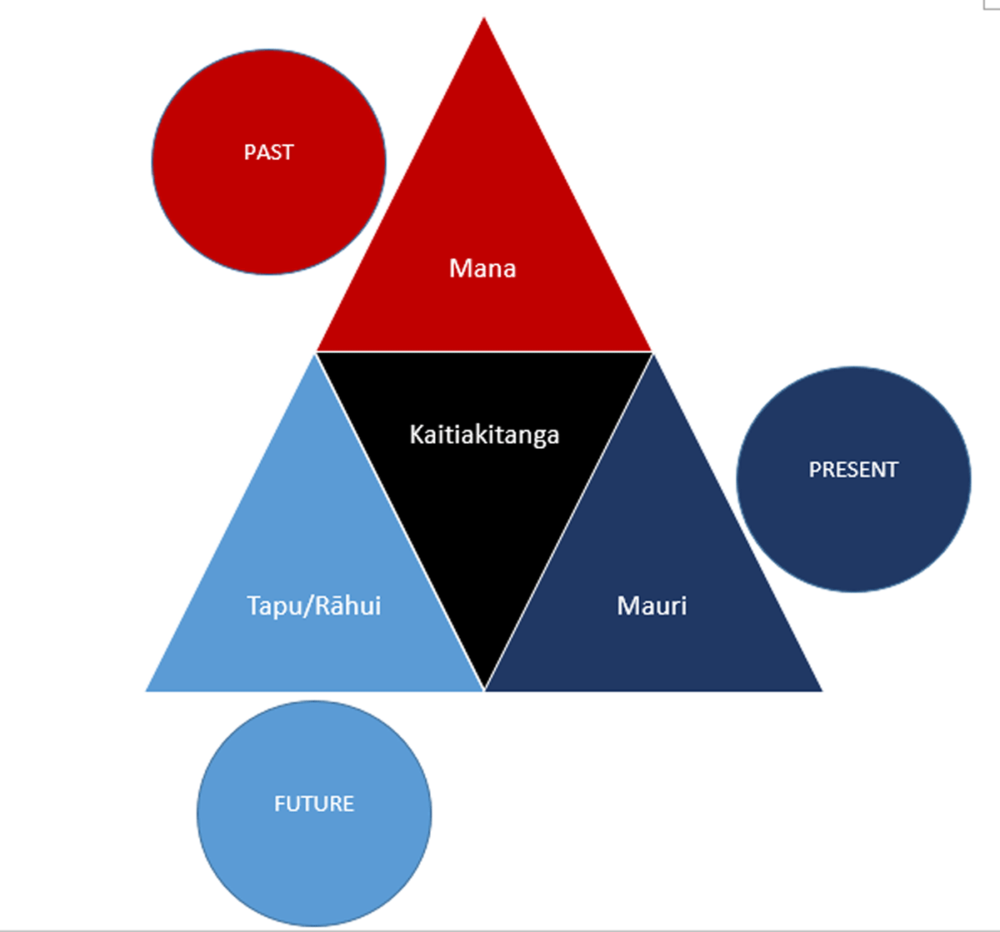 PAST
Mana
Kaitiakitanga
PRESENT
Tapu/Rāhui
Mauri
FUTURE